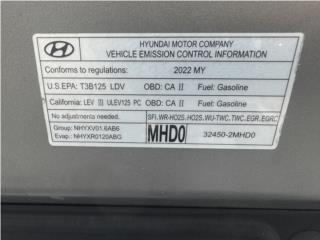 HYUNDAI MOTOR COMPANY
VEHICLE EMISSION CONTROL INFORMATION
Conforms to regulations: 2022 MY
U.S.EPA: T3B125 LDV OBD: CA II Fuel: Gasoline
California: LEV III ULEV125 PC OBD: CA II Fuel: Gasoline
No adjustments needed.
SFI.WR-HO2S.HO2S.WU-TWC.TWC.EGR.EGRC
Group: NHYXV01.6AB6
Evap: NHYXR0120ABG
MHD0
32450-2MHD0